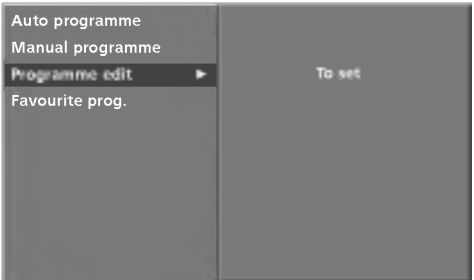 Auto programme
Manual programme
Programme edit ► To set
Favourite prog.